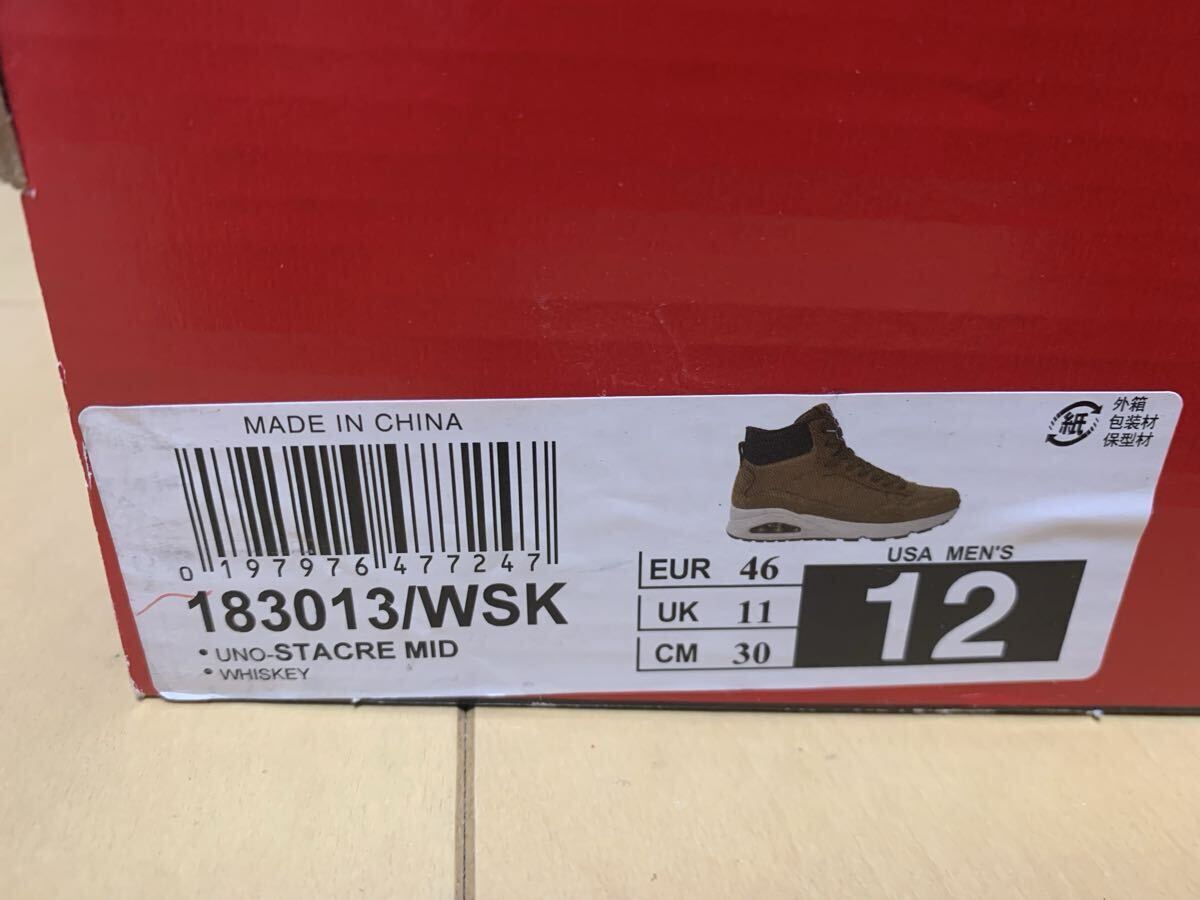 MADE IN CHINA
0 197976 477247
183013/WSK
• UNO-STACRE MID
• WHISKEY
EUR 46
UK 11
CM 30
USA MEN'S
12
紙
外箱
包装材
保型材